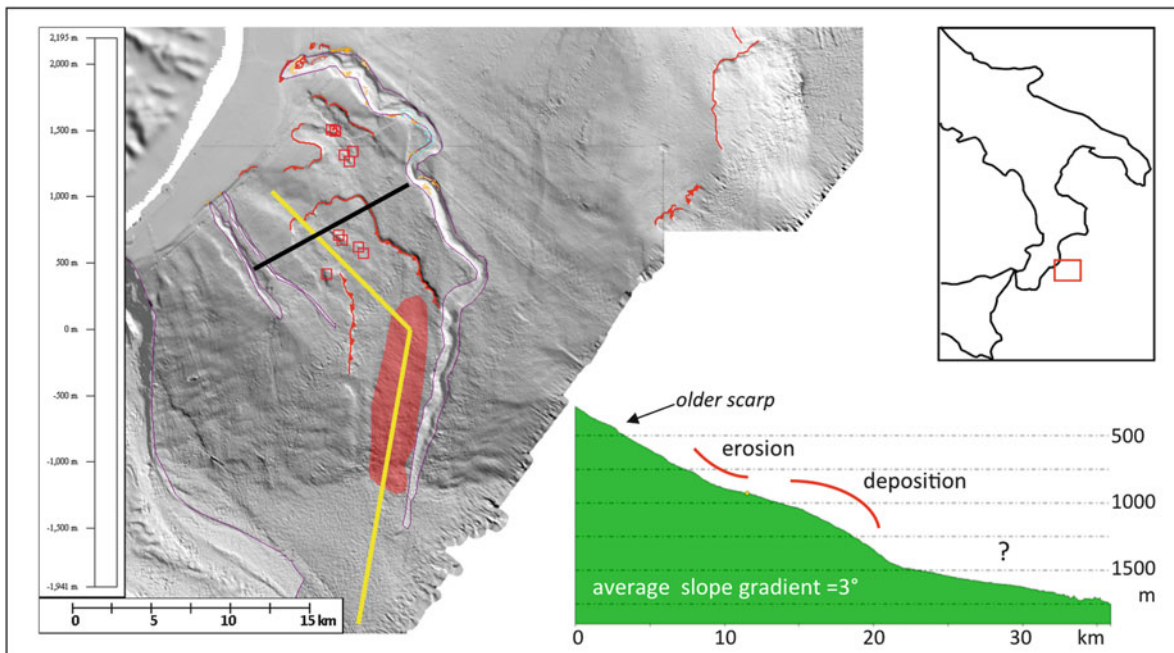 2,195 m
2,000 m
1,500 m
1,000 m
500 m
0 m
-500 m
-1,000 m
-1,500 m
-1,941 m
0 5 10 15 km
older scarp
erosion
deposition
?
500
1000
1500
m
average slope gradient =3°
0 10 20 30 km